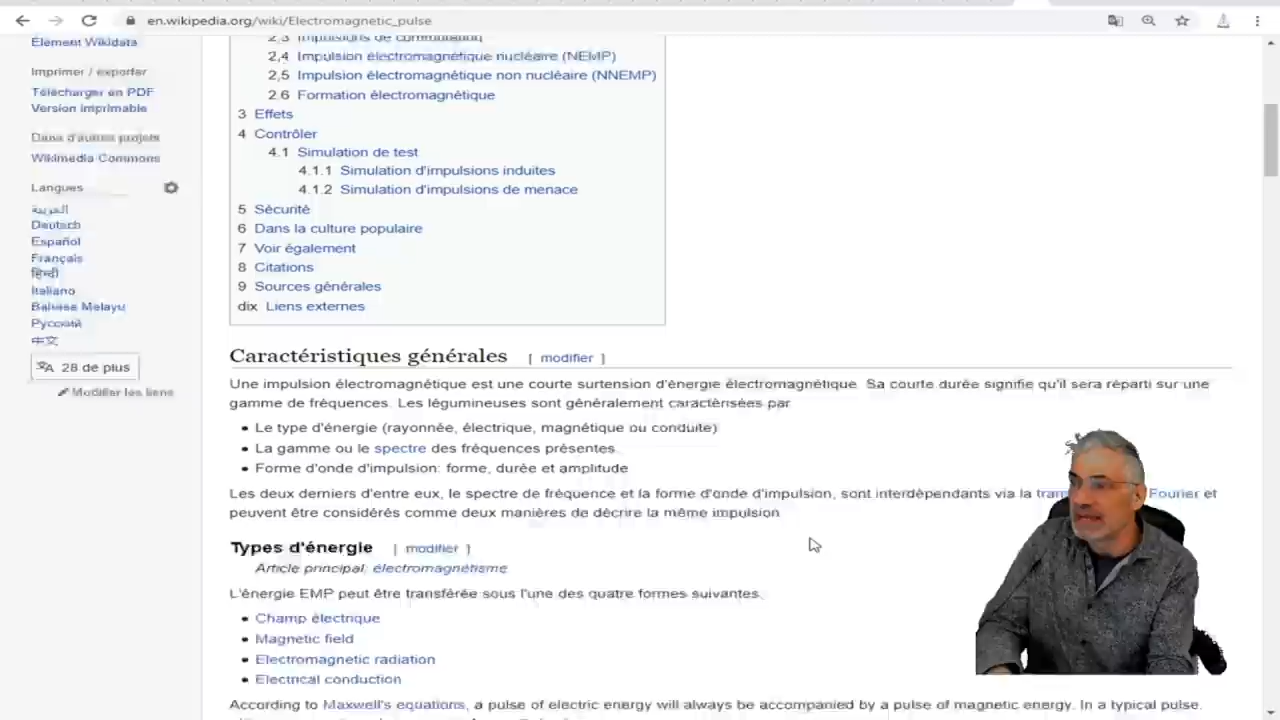 en.wikipedia.org/wiki/Electromagnetic_pulse
Élément Wikidata
Imprimer / exporter
Télécharger en PDF
Version imprimable
Dans d'autres projets
Wikimedia Commons
Langues
العربية
Deutsch
Español
Français
हिन्दी
Italiano
Bahasa Melayu
Русский
中文
28 de plus
Modifier les liens
2,3 Impulsions de commutation
2,4 Impulsion électromagnétique nucléaire (NEMP)
2,5 Impulsion électromagnétique non nucléaire (NNEMP)
2.6 Formation électromagnétique
3 Effets
4 Contrôler
4.1 Simulation de test
4.1.1 Simulation d'impulsions induites
4.1.2 Simulation d'impulsions de menace
5 Sécurité
6 Dans la culture populaire
7 Voir également
8 Citations
9 Sources générales
dix Liens externes
Caractéristiques générales [ modifier ]
Une impulsion électromagnétique est une courte surtension d'énergie électromagnétique. Sa courte durée signifie qu'il sera réparti sur une
gamme de fréquences. Les légumineuses sont généralement caractérisées par
• Le type d'énergie (rayonnée, électrique, magnétique ou conduite)
• La gamme ou le spectre des fréquences présentes.
• Forme d'onde d'impulsion: forme, durée et amplitude
Les deux derniers d'entre eux, le spectre de fréquence et la forme d'onde d'impulsion, sont interdépendants via la Fourier et
peuvent être considérés comme deux manières de décrire la même impulsion.
Types d'énergie [ modifier ]
Article principal: électromagnétisme
L'énergie EMP peut être transférée sous l'une des quatre formes suivantes.
• Champ électrique
• Magnetic field
• Electromagnetic radiation
• Electrical conduction
According to Maxwell's equations, a pulse of electric energy will always be accompanied by a pulse of magnetic energy. In a typical pulse,